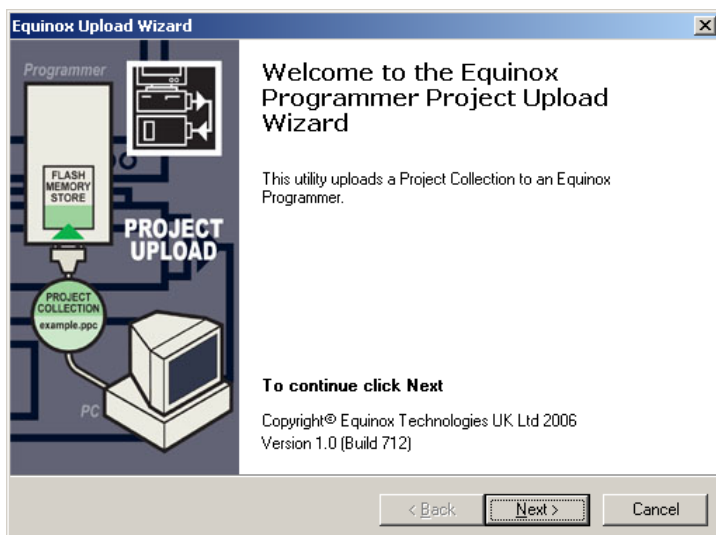 Equinox Upload Wizard
Programmer
FLASH
MEMORY
STORE
PROJECT
UPLOAD
PROJECT
COLLECTION
example.ppc
PC
Welcome to the Equinox
Programmer Project Upload
Wizard
This utility uploads a Project Collection to an Equinox
Programmer.
To continue click Next
Copyright© Equinox Technologies UK Ltd 2006
Version 1.0 (Build 712)
< Back
Next >
Cancel